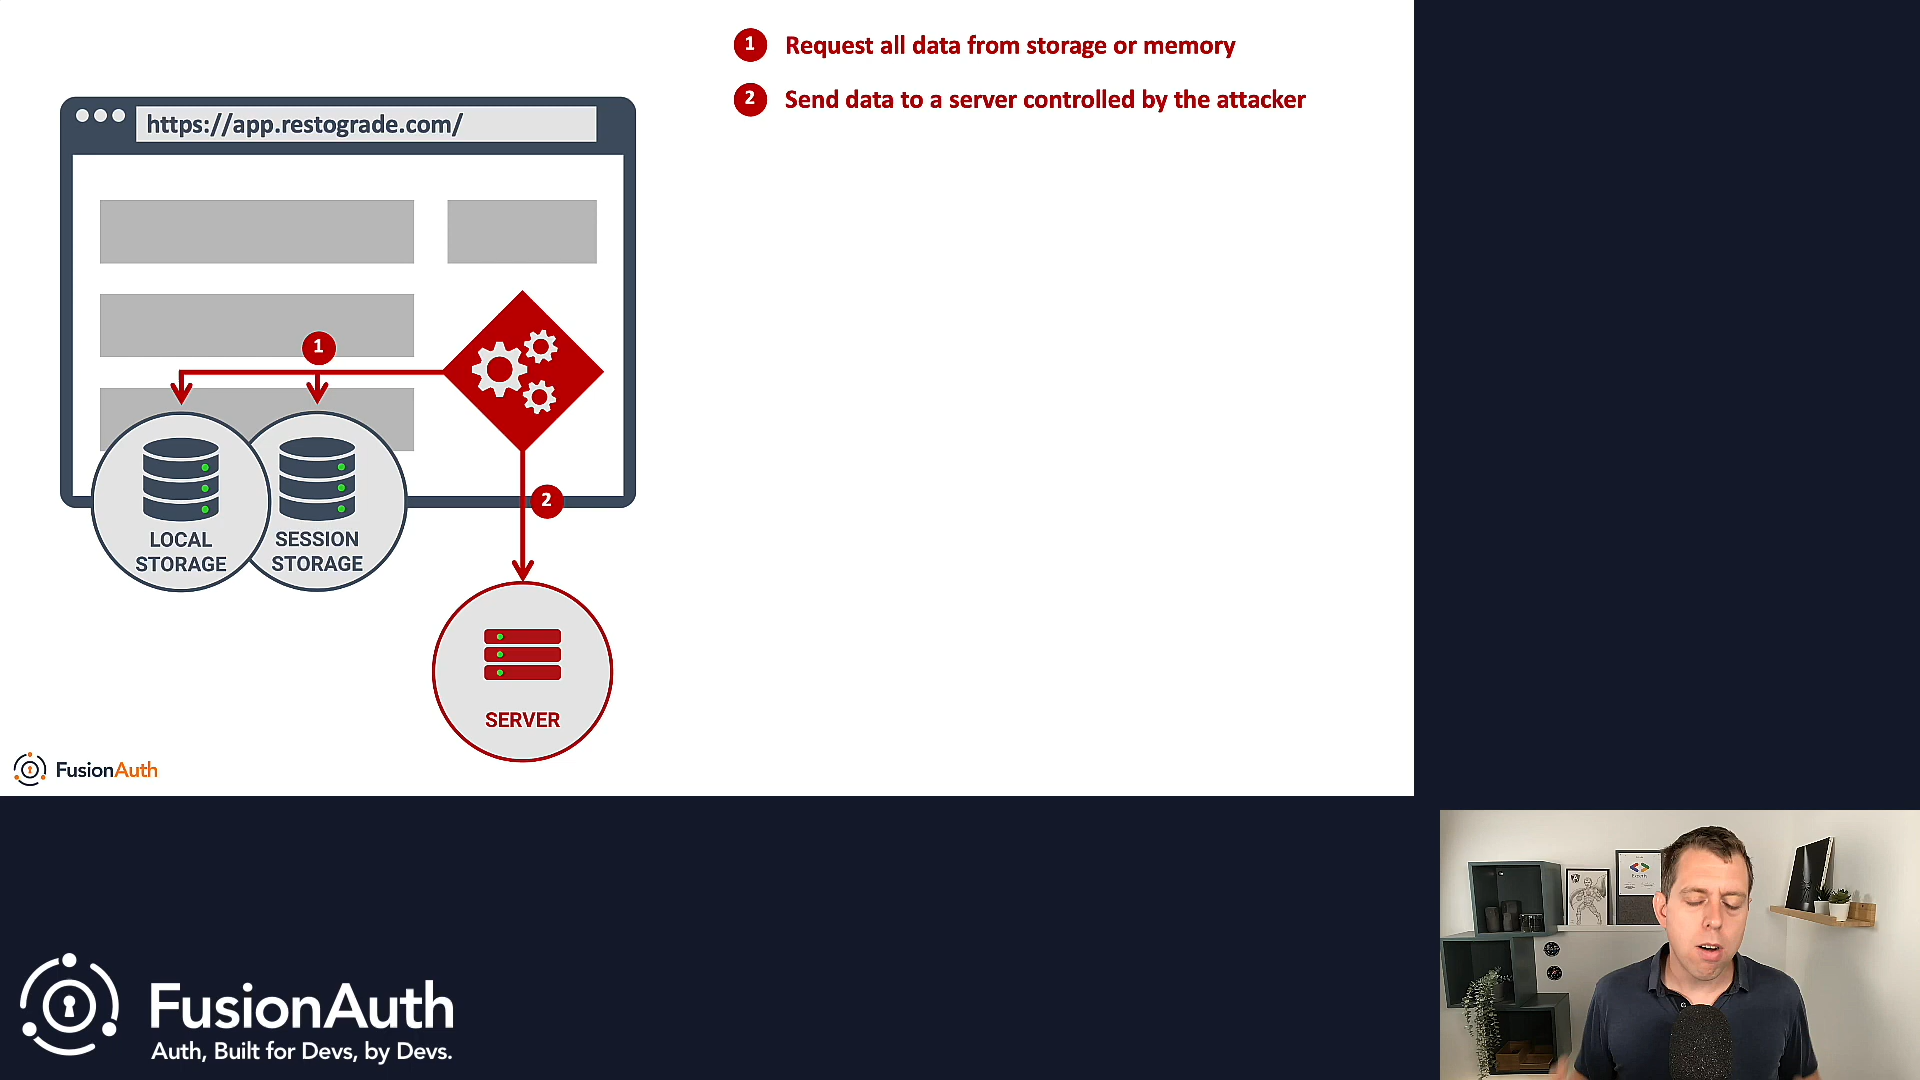 1 Request all data from storage or memory
2 Send data to a server controlled by the attacker
https://app.restograde.com/
1
LOCAL
STORAGE
SESSION
STORAGE
2
SERVER
FusionAuth
FusionAuth
Auth, Built for Devs, by Devs.